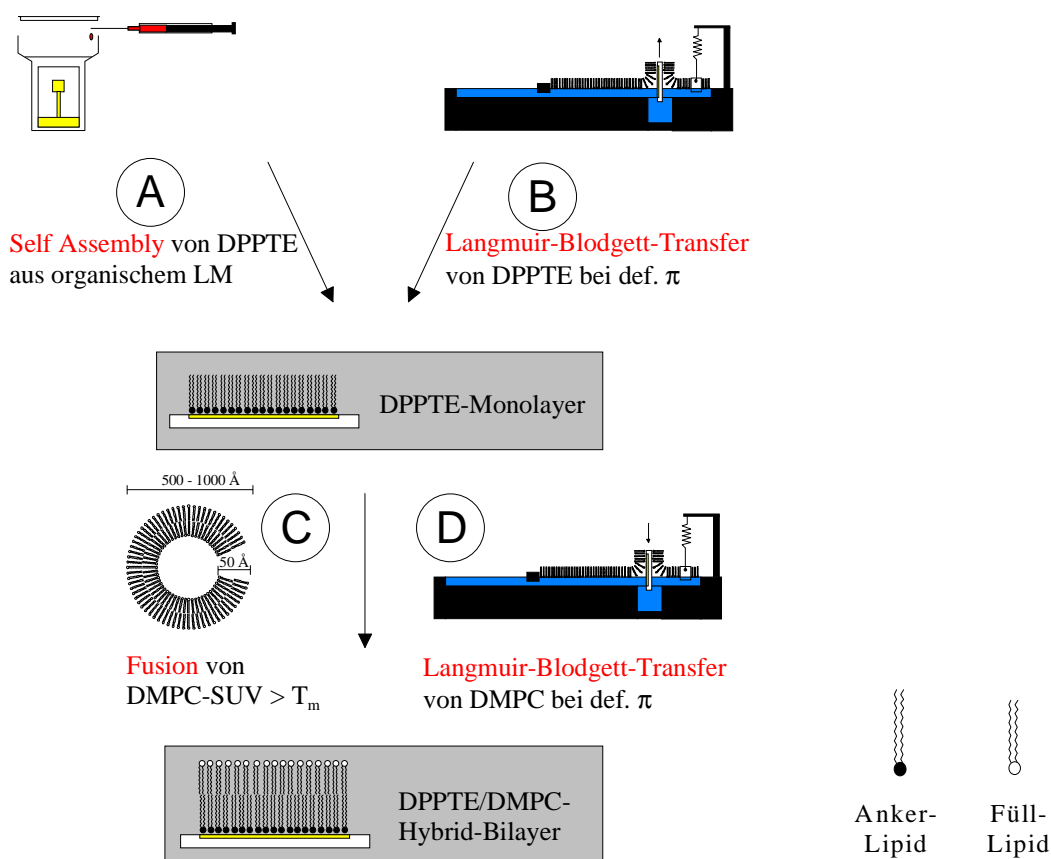 A
B
Self Assembly von DPPTE
aus organischem LM
Langmuir-Blodgett-Transfer
von DPPTE bei def. π
DPPTE-Monolayer
500 - 1000 Å
C
D
50 Å
Fusion von
DMPC-SUV > Tm
Langmuir-Blodgett-Transfer
von DMPC bei def. π
DPPTE/DMPC-
Hybrid-Bilayer
Anker-
Lipid
Füll-
Lipid